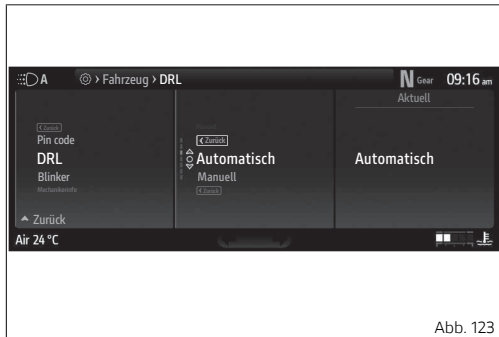 A Fahrzeug > DRL N Gear 09:16 am
Aktuell
Zurück
Pin code
DRL
Blinker
Mechanikerinfo
Zurück
Zurück
Automatisch
Manuell
Zurück
Automatisch
Air 24 °C
Abb. 123